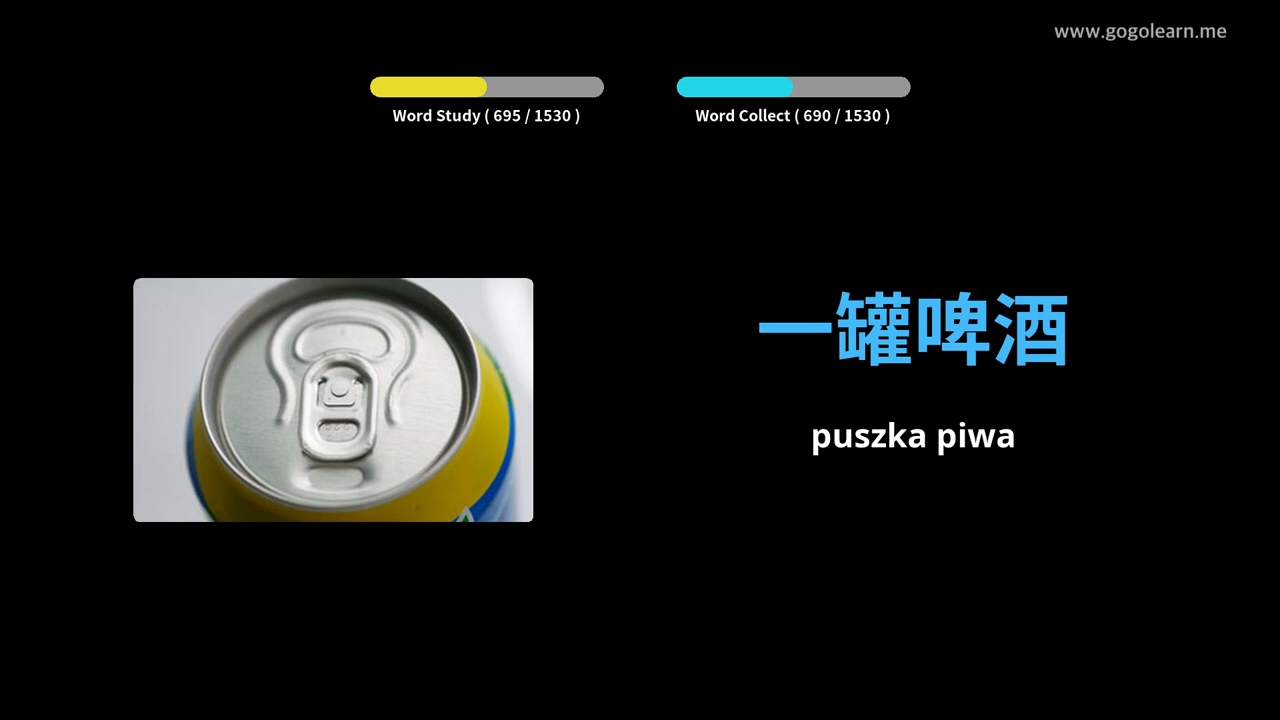 www.gogolearn.me
Word Study ( 695 / 1530 )
Word Collect ( 690 / 1530 )
一罐啤酒
puszka piwa